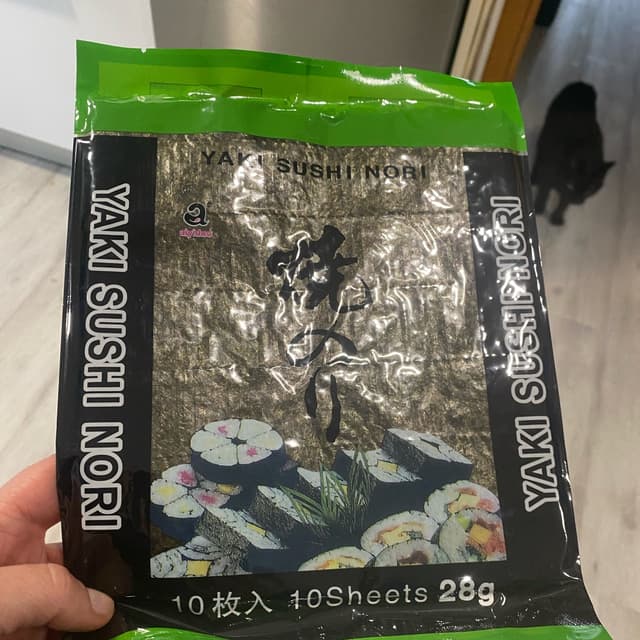 YAKI SUSHI NORI
a
焼のり
YAKI SUSHI NORI
YAKI SUSHI NORI
10枚入 10Sheets 28g